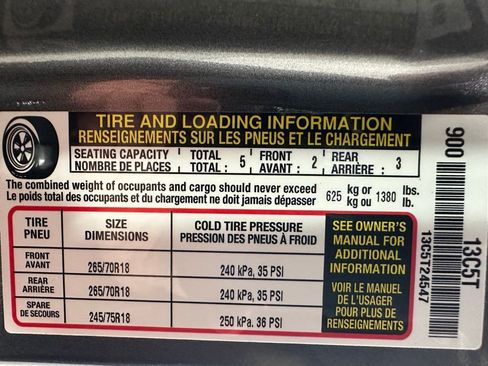 TIRE AND LOADING INFORMATION
RENSEIGNEMENTS SUR LES PNEUS ET LE CHARGEMENT
SEATING CAPACITY TOTAL : 5 FRONT : 2 REAR : 3
NOMBRE DE PLACES TOTAL : AVANT : ARRIÈRE :
The combined weight of occupants and cargo should never exceed 625 kg or 1380 lbs.
Le poids total des occupants et du chargement ne doit jamais dépasser kg ou lb.
TIRE SIZE COLD TIRE PRESSURE
PNEU DIMENSIONS PRESSION DES PNEUS À FROID
FRONT
AVANT 265/70R18 240 kPa, 35 PSI
REAR
ARRIÈRE 265/70R18 240 kPa, 35 PSI
SPARE
DE SECOURS 245/75R18 250 kPa. 36 PSI
SEE OWNER'S
MANUAL FOR
ADDITIONAL
INFORMATION
VOIR LE MANUEL
DE L'USAGER
POUR PLUS DE
RENSEIGNEMENTS
900
13C5T
13C5T24547